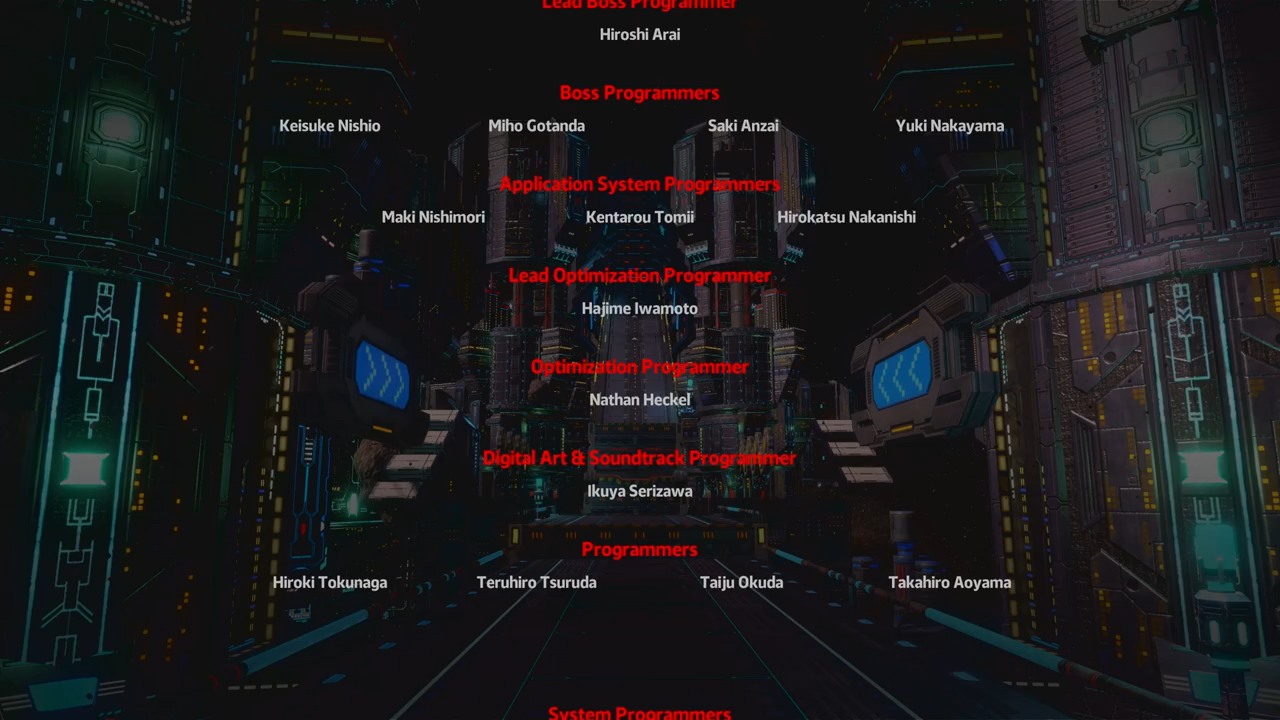 Lead Boss Programmer
Hiroshi Arai
Boss Programmers
Keisuke Nishio Miho Gotanda Saki Anzai Yuki Nakayama
Application System Programmers
Maki Nishimori Kentarou Tomii Hirokatsu Nakanishi
Lead Optimization Programmer
Hajime Iwamoto
Optimization Programmer
Nathan Heckel
Digital Art & Soundtrack Programmer
Ikuya Serizawa
Programmers
Hiroki Tokunaga Teruhiro Tsuruda Taiju Okuda Takahiro Aoyama
System Programmers